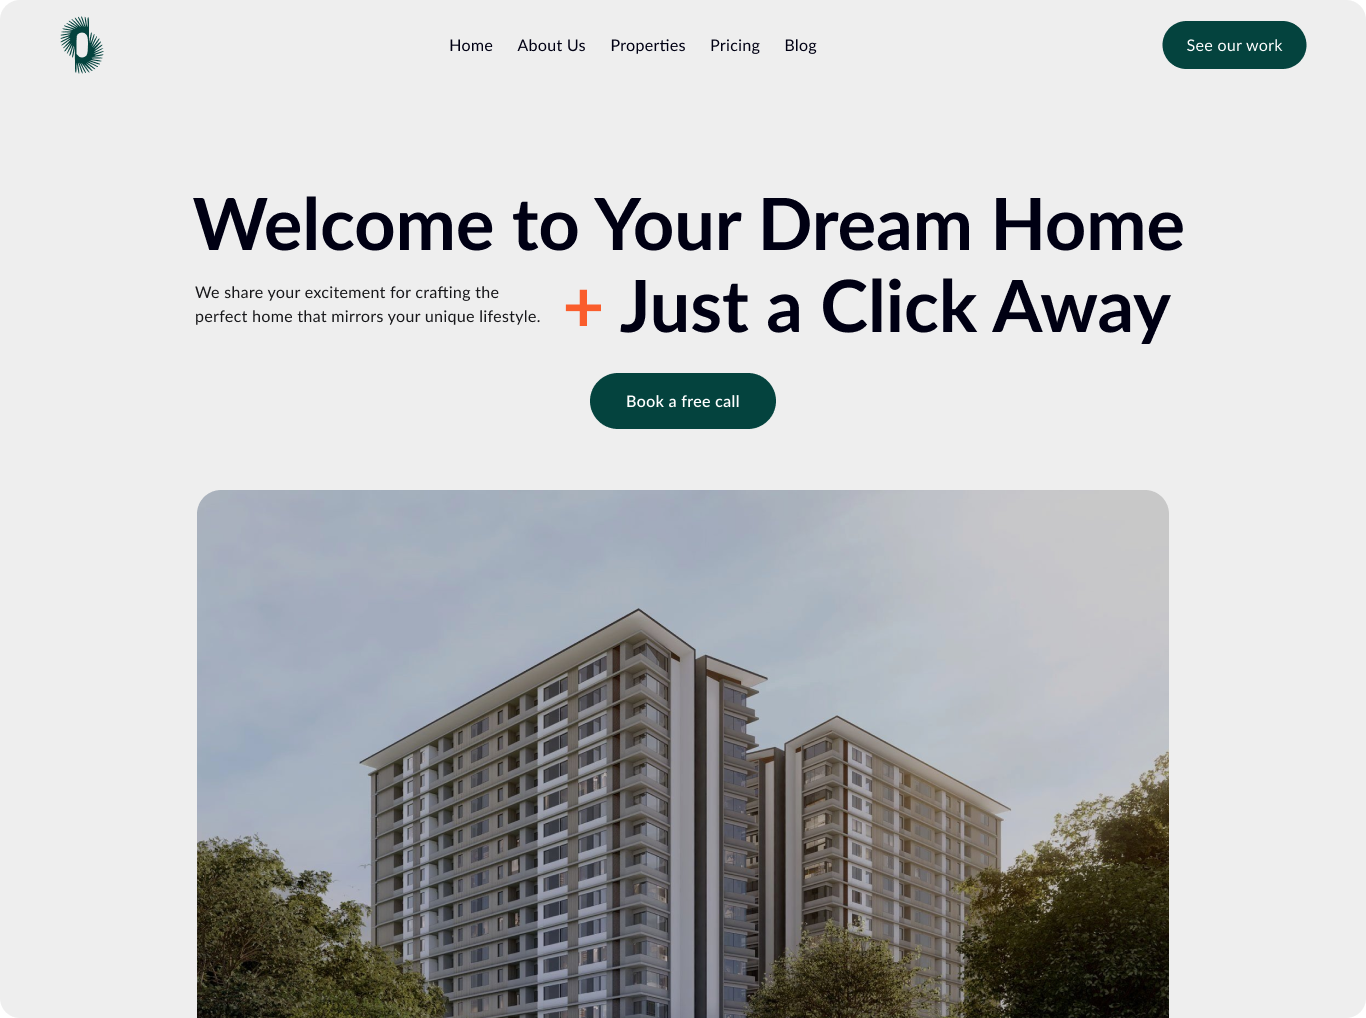 Home
About Us
Properties
Pricing
Blog
See our work
Welcome to Your Dream Home
We share your excitement for crafting the
perfect home that mirrors your unique lifestyle.
+ Just a Click Away
Book a free call